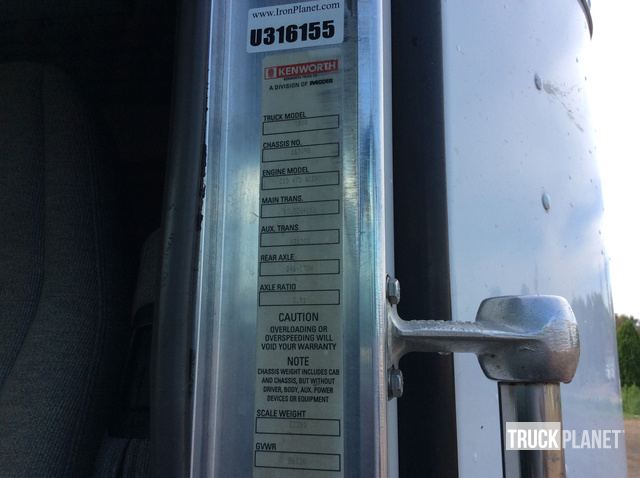 www.IronPlanet.com
U316155
KENWORTH
A DIVISION OF PACCAR
TRUCK MODEL
CHASSIS NO.
ENGINE MODEL
MAIN TRANS.
AUX. TRANS
REAR AXLE
AXLE RATIO
CAUTION
OVERLOADING OR
OVERSPEEDING WILL
VOID YOUR WARRANTY
NOTE
CHASSIS WEIGHT INCLUDES CAB
AND CHASSIS, BUT WITHOUT
DRIVER, BODY, AUX. POWER
DEVICES OR EQUIPMENT
SCALE WEIGHT
GVWR
TRUCKPLANET